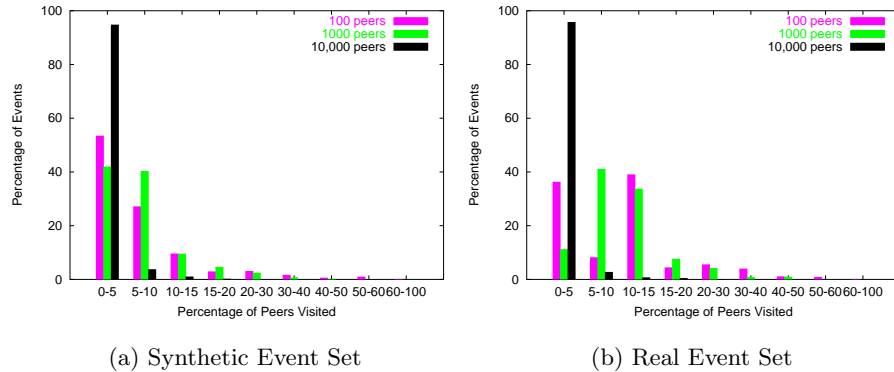 100 peers
1000 peers
10,000 peers
Percentage of Events
100
80
60
40
20
0
0-5 5-10 10-15 15-20 20-30 30-40 40-50 50-60 60-100
Percentage of Peers Visited
(a) Synthetic Event Set
100 peers
1000 peers
10,000 peers
Percentage of Events
100
80
60
40
20
0
0-5 5-10 10-15 15-20 20-30 30-40 40-50 50-60 60-100
Percentage of Peers Visited
(b) Real Event Set